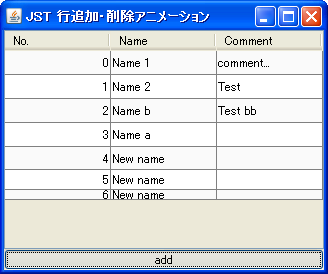 JST 行追加・削除アニメーション
No. Name Comment
0 Name 1 comment...
1 Name 2 Test
2 Name b Test bb
3 Name a
4 New name
5 New name
6 New name
add